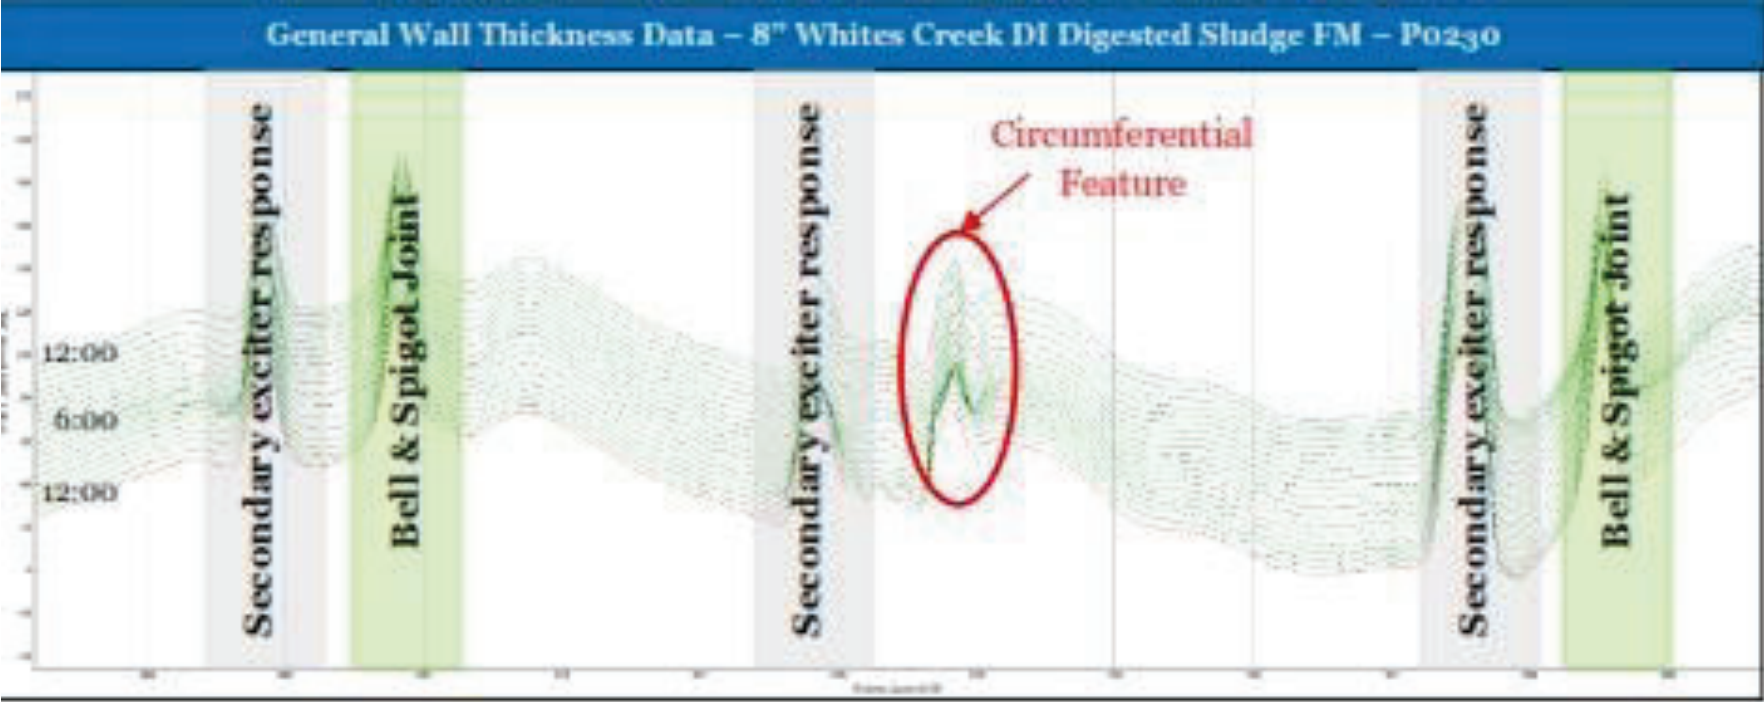 General Wall Thickness Data – 8" Whites Creek DI Digested Sludge FM – P0230
Secondary exciter response
Bell & Spigot Joint
Secondary exciter response
Circumferential
Feature
Secondary exciter response
Bell & Spigot Joint
12:00
6:00
12:00